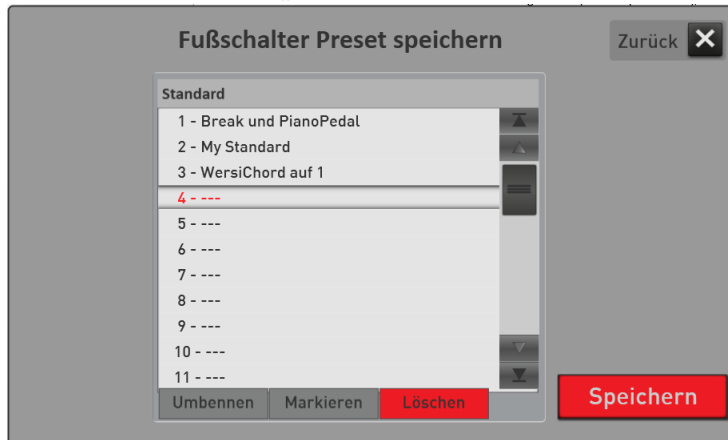 Fußschalter Preset speichern
Zurück
Standard
1 - Break und PianoPedal
2 - My Standard
3 - WersiChord auf 1
4 - ---
5 - ---
6 - ---
7 - ---
8 - ---
9 - ---
10 - ---
11 - ---
Umbennen Markieren Löschen
Speichern